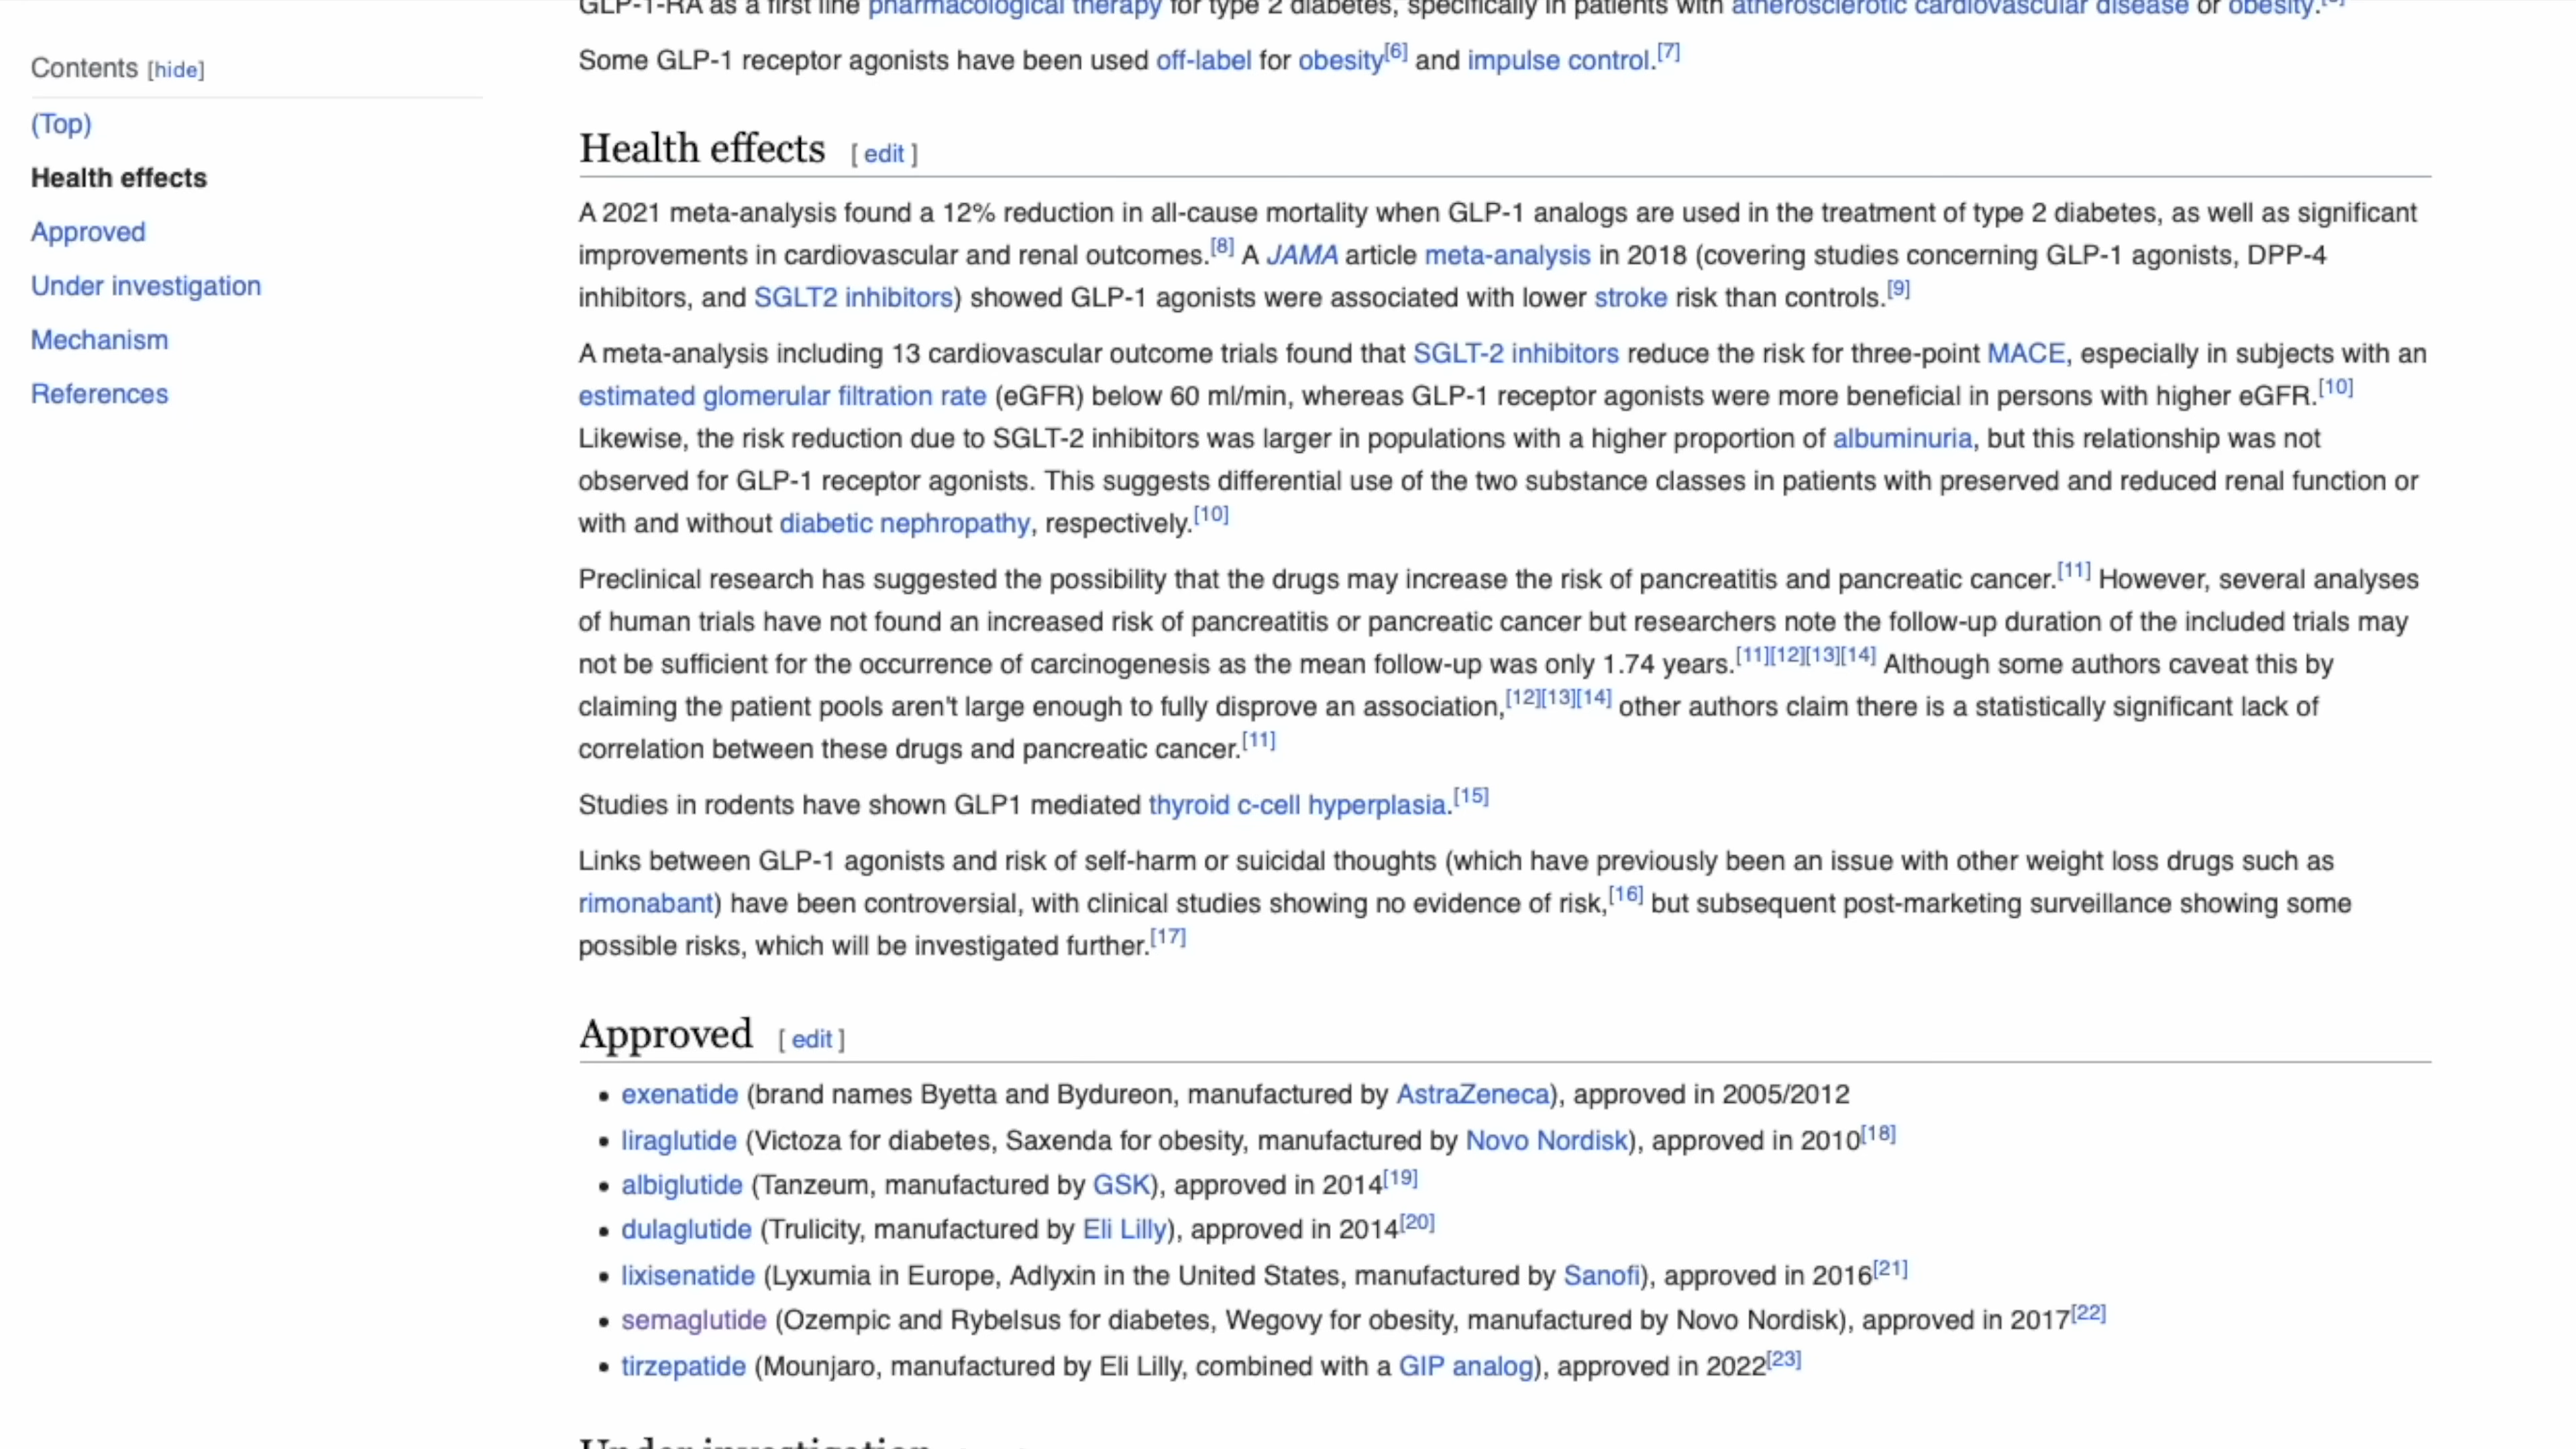 GLP-1-RA as a first line pharmacological therapy for type 2 diabetes, specifically in patients with atherosclerotic cardiovascular disease or obesity.
Some GLP-1 receptor agonists have been used off-label for obesity[6] and impulse control.[7]
Contents [hide]
(Top)
Health effects
Approved
Under investigation
Mechanism
References
Health effects [ edit ]
A 2021 meta-analysis found a 12% reduction in all-cause mortality when GLP-1 analogs are used in the treatment of type 2 diabetes, as well as significant
improvements in cardiovascular and renal outcomes.[8] A JAMA article meta-analysis in 2018 (covering studies concerning GLP-1 agonists, DPP-4
inhibitors, and SGLT2 inhibitors) showed GLP-1 agonists were associated with lower stroke risk than controls.[9]
A meta-analysis including 13 cardiovascular outcome trials found that SGLT-2 inhibitors reduce the risk for three-point MACE, especially in subjects with an
estimated glomerular filtration rate (eGFR) below 60 ml/min, whereas GLP-1 receptor agonists were more beneficial in persons with higher eGFR.[10]
Likewise, the risk reduction due to SGLT-2 inhibitors was larger in populations with a higher proportion of albuminuria, but this relationship was not
observed for GLP-1 receptor agonists. This suggests differential use of the two substance classes in patients with preserved and reduced renal function or
with and without diabetic nephropathy, respectively.[10]
Preclinical research has suggested the possibility that the drugs may increase the risk of pancreatitis and pancreatic cancer.[11] However, several analyses
of human trials have not found an increased risk of pancreatitis or pancreatic cancer but researchers note the follow-up duration of the included trials may
not be sufficient for the occurrence of carcinogenesis as the mean follow-up was only 1.74 years.[11][12][13][14] Although some authors caveat this by
claiming the patient pools aren't large enough to fully disprove an association,[12][13][14] other authors claim there is a statistically significant lack of
correlation between these drugs and pancreatic cancer.[11]
Studies in rodents have shown GLP1 mediated thyroid c-cell hyperplasia.[15]
Links between GLP-1 agonists and risk of self-harm or suicidal thoughts (which have previously been an issue with other weight loss drugs such as
rimonabant) have been controversial, with clinical studies showing no evidence of risk,[16] but subsequent post-marketing surveillance showing some
possible risks, which will be investigated further.[17]
Approved [ edit ]
• exenatide (brand names Byetta and Bydureon, manufactured by AstraZeneca), approved in 2005/2012
• liraglutide (Victoza for diabetes, Saxenda for obesity, manufactured by Novo Nordisk), approved in 2010[18]
• albiglutide (Tanzeum, manufactured by GSK), approved in 2014[19]
• dulaglutide (Trulicity, manufactured by Eli Lilly), approved in 2014[20]
• lixisenatide (Lyxumia in Europe, Adlyxin in the United States, manufactured by Sanofi), approved in 2016[21]
• semaglutide (Ozempic and Rybelsus for diabetes, Wegovy for obesity, manufactured by Novo Nordisk), approved in 2017[22]
• tirzepatide (Mounjaro, manufactured by Eli Lilly, combined with a GIP analog), approved in 2022[23]
Under investigation